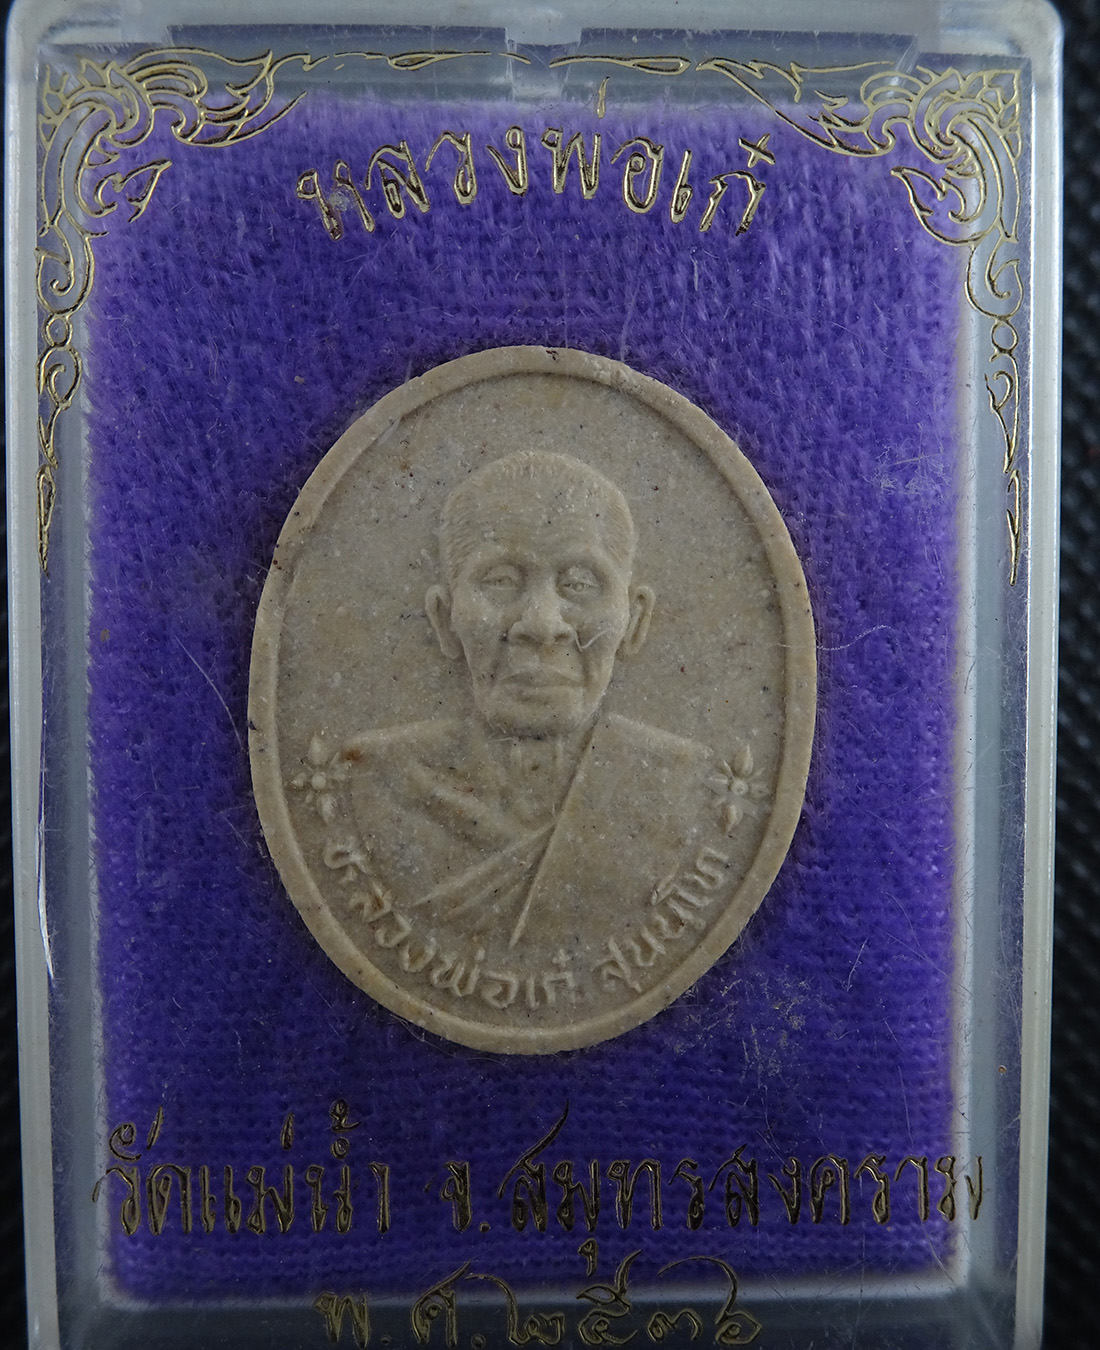 หลวงพ่อเก๋
หลวงพ่อเก๋ สุนนฺโท
วัดแม่น้ำ จ.สมุทรสงคราม
พ.ศ.๒๕๓๖